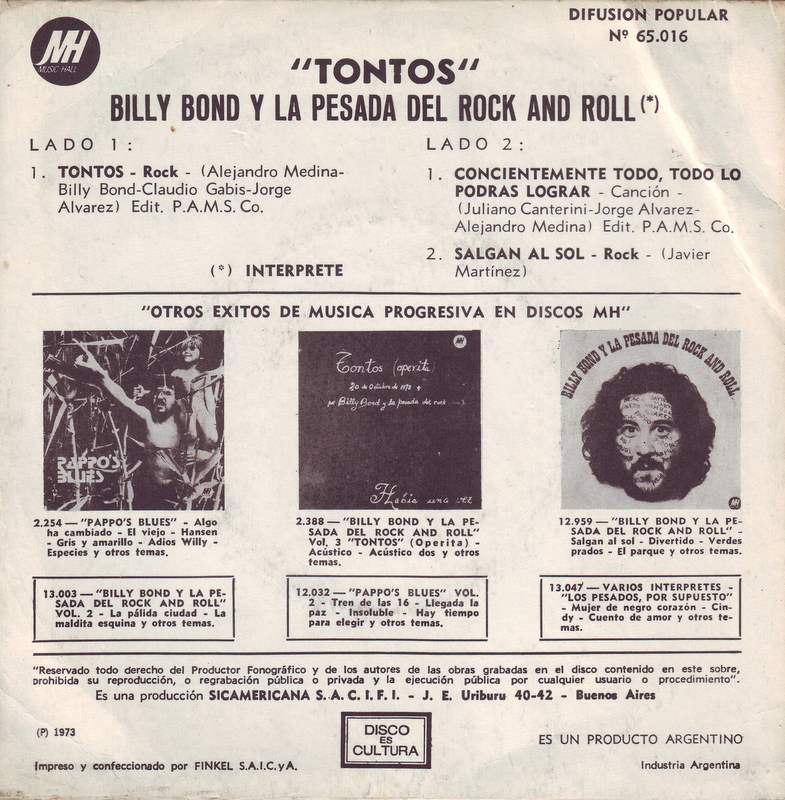 MH
MUSIC HALL
DIFUSION POPULAR
Nº 65.016
"TONTOS"
BILLY BOND Y LA PESADA DEL ROCK AND ROLL (*)
LADO 1:
1. TONTOS - Rock - (Alejandro Medina-
Billy Bond-Claudio Gabis-Jorge
Alvarez) Edit. P.A.M.S. Co.
(*) INTERPRETE
LADO 2:
1. CONCIENTEMENTE TODO, TODO LO
PODRAS LOGRAR - Canción -
(Juliano Canterini-Jorge Alvarez-
Alejandro Medina) Edit. P.A.M.S. Co.
2. SALGAN AL SOL - Rock - (Javier
Martínez)
"OTROS EXITOS DE MUSICA PROGRESIVA EN DISCOS MH"
PAPPO'S
BLUES
MH
Tontos (operita)
20 de Octubre de 1972
por Billy Bond y la pesada del rock
Había una vez
BILLY BOND Y LA PESADA DEL ROCK AND ROLL
MH
2.254 — "PAPPO'S BLUES" - Algo
ha cambiado - El viejo - Hansen
- Gris y amarillo - Adios Willy -
Especies y otros temas.
2.388 — "BILLY BOND Y LA PE-
SADA DEL ROCK AND ROLL"
Vol. 3 "TONTOS" (Operita) -
Acústico - Acústico dos y otros
temas.
12.959 — "BILLY BOND Y LA PE-
SADA DEL ROCK AND ROLL" -
Salgan al sol - Divertido - Verdes
prados - El parque y otros temas.
13.003 — "BILLY BOND Y LA PE-
SADA DEL ROCK AND ROLL"
VOL. 2 - La pálida ciudad - La
maldita esquina y otros temas.
12.032 — "PAPPO'S BLUES" VOL.
2 - Tren de las 16 - Llegada la
paz - Insoluble - Hay tiempo
para elegir y otros temas.
13.047 — VARIOS INTERPRETES -
"LOS PESADOS, POR SUPUESTO"
- Mujer de negro corazón - Cin-
dy - Cuento de amor y otros te-
mas.
"Reservado todo derecho del Productor Fonográfico y de los autores de las obras grabadas en el disco contenido en este sobre,
prohibida su reproducción, o regrabación pública o privada y la ejecución pública por cualquier usuario o procedimiento".
Es una producción SICAMERICANA S.A.C.I.F.I. - J. E. Uriburu 40-42 - Buenos Aires
(P) 1973
DISCO
ES
CULTURA
ES UN PRODUCTO ARGENTINO
Impreso y confeccionado por FINKEL S.A.I.C.yA.
Industria Argentina